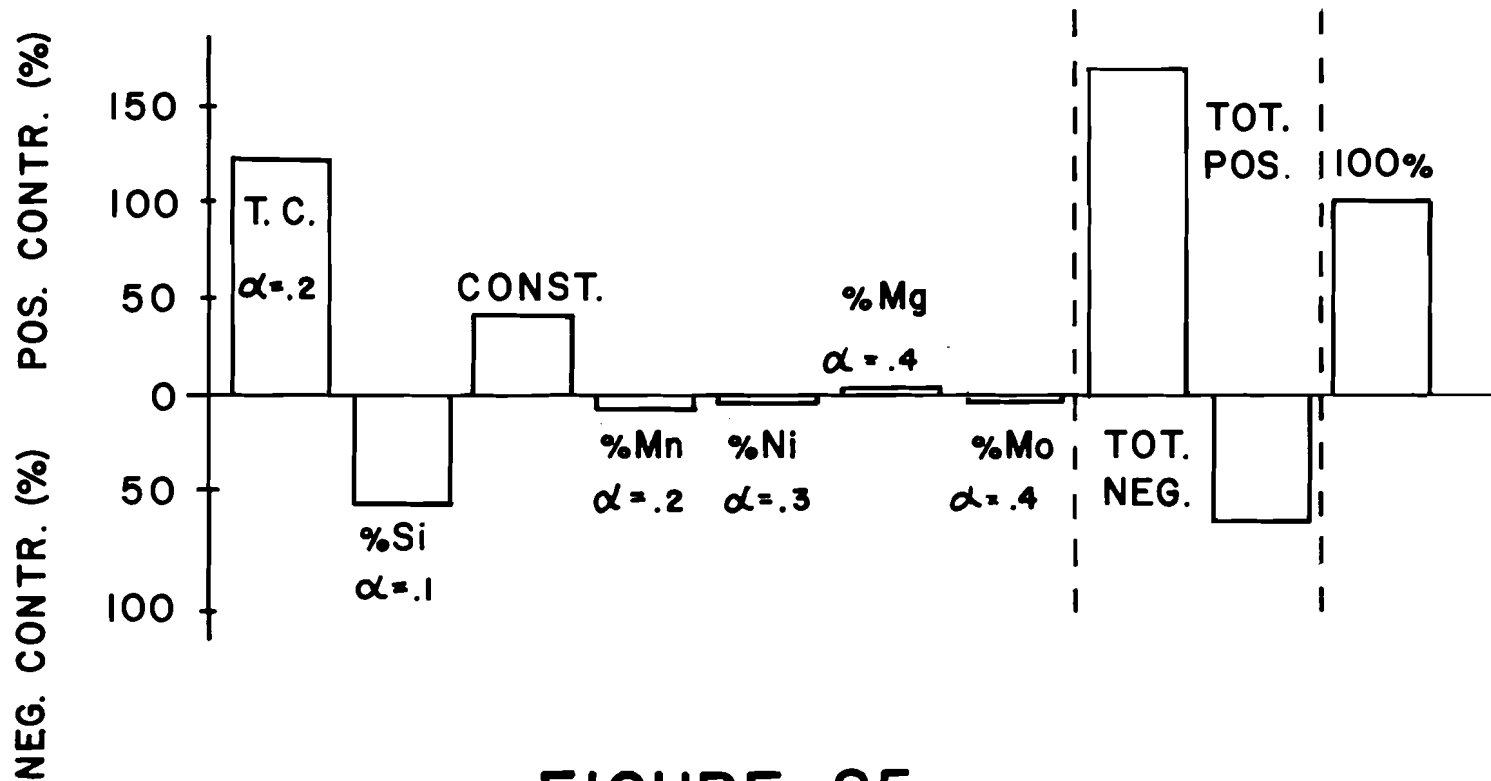 POS. CONTR. (%)
NEG. CONTR. (%)
150
100
50
0
50
100
T. C.
α=.2
%Si
α=.1
CONST.
%Mn
α=.2
%Ni
α=.3
%Mg
α=.4
%Mo
α=.4
TOT.
POS.
TOT.
NEG.
100%